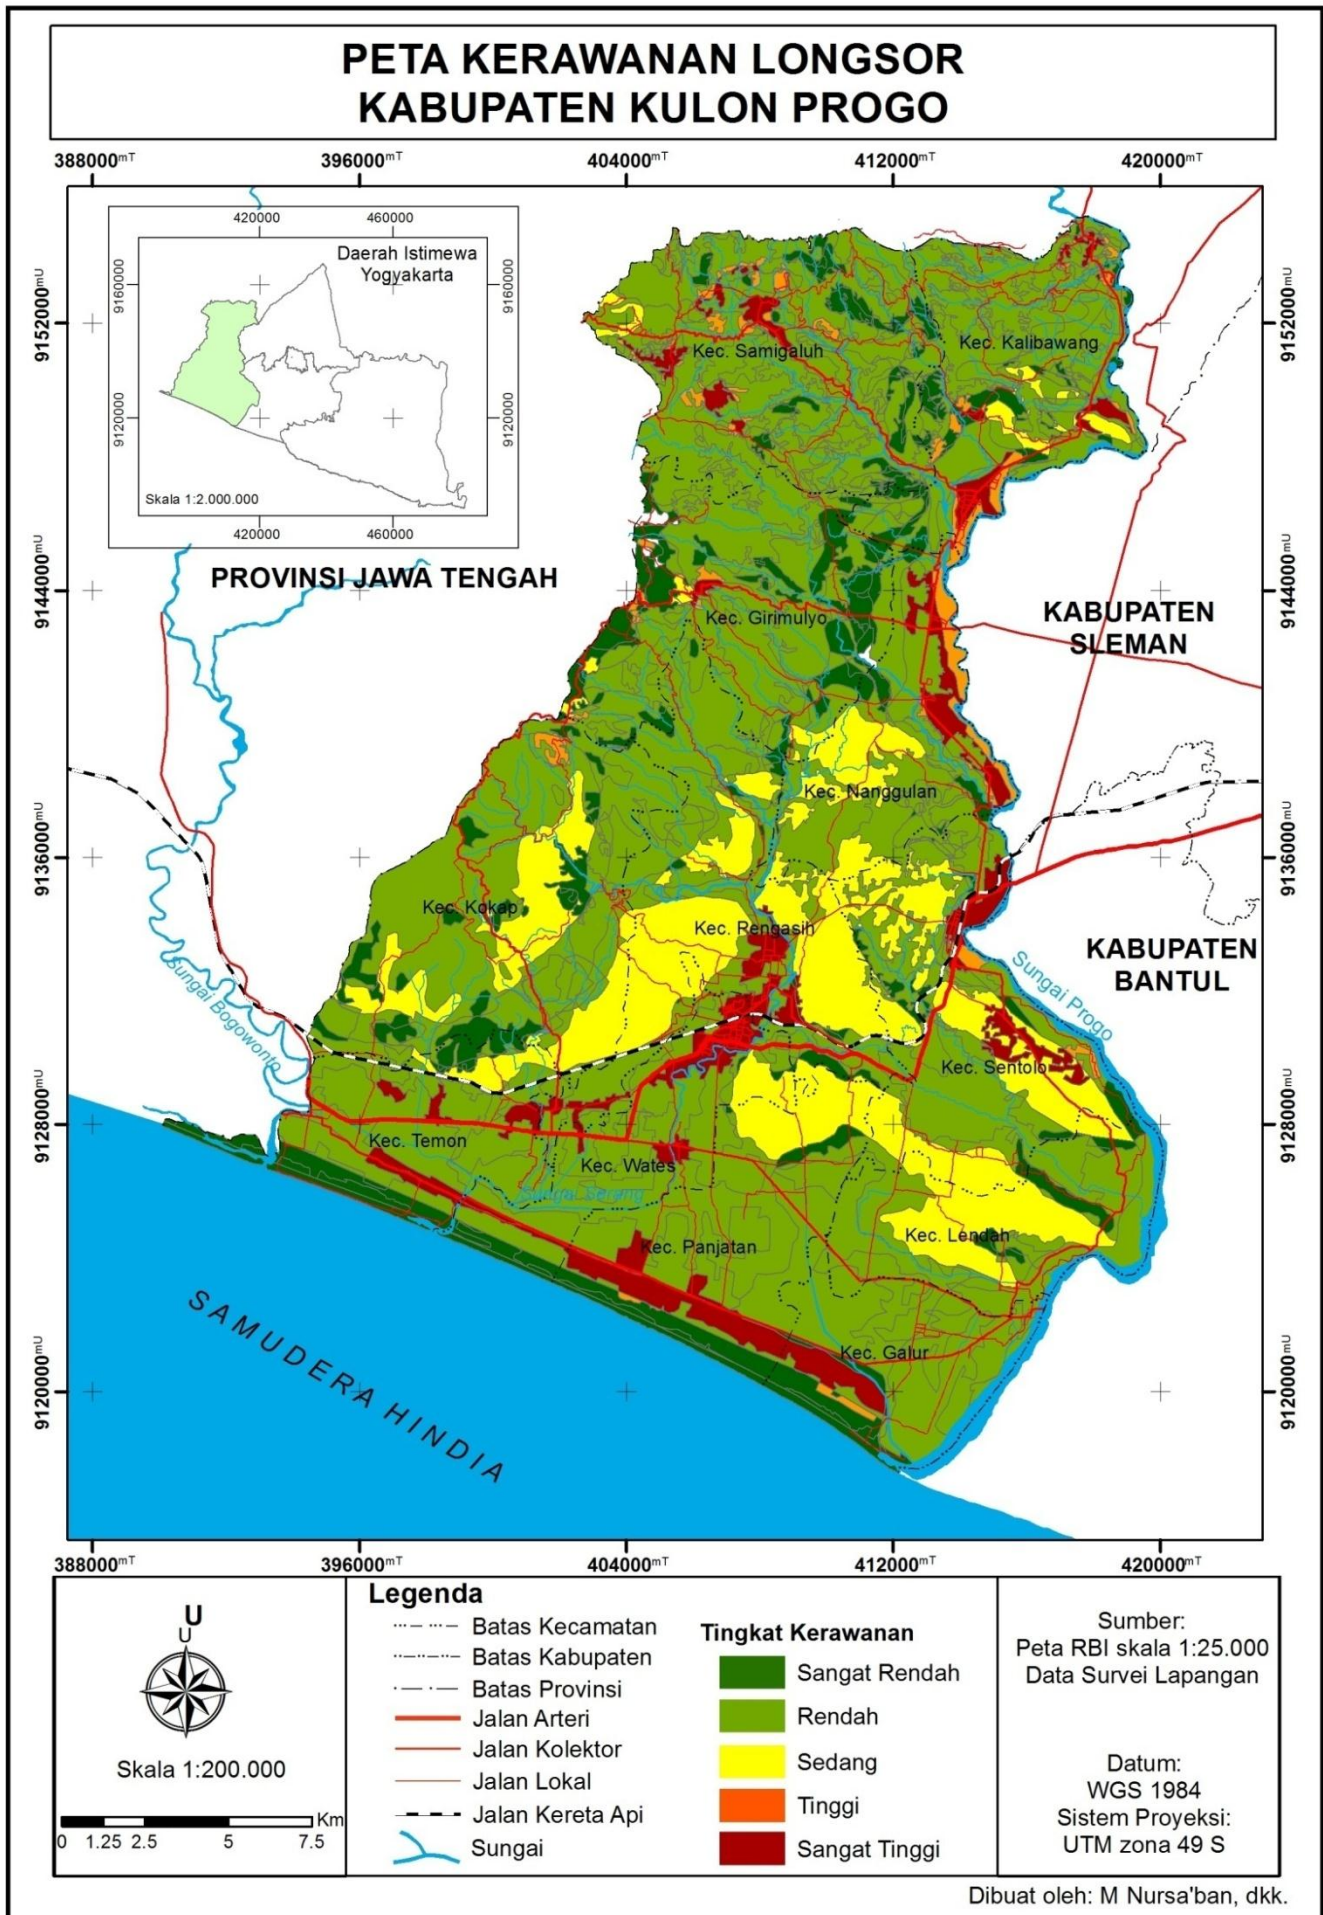 PETA KERAWANAN LONGSOR
KABUPATEN KULON PROGO
388000mT 396000mT 404000mT 412000mT 420000mT
420000 460000
Daerah Istimewa
Yogyakarta
9160000 9160000
9120000 9120000
Skala 1:2.000.000
420000 460000
9152000mU 9152000mU
Kec. Kalibawang
Kec. Samigaluh
PROVINSI JAWA TENGAH
9144000mU 9144000mU
Kec. Girimulyo
KABUPATEN
SLEMAN
Kec. Nanggulan
9136000mU 9136000mU
Kec. Kokap
Kec. Pengasih
KABUPATEN
BANTUL
Sungai Bogowonto
Sungai Progo
Kec. Sentolo
9128000mU 9128000mU
Kec. Temon
Kec. Wates
Sungai Serang
Kec. Lendah
Kec. Panjatan
Kec. Galur
9120000mU 9120000mU
SAMUDERA HINDIA
388000mT 396000mT 404000mT 412000mT 420000mT
U
U
Skala 1:200.000
Km
0 1.25 2.5 5 7.5
Legenda
Batas Kecamatan
Batas Kabupaten
Batas Provinsi
Jalan Arteri
Jalan Kolektor
Jalan Lokal
Jalan Kereta Api
Sungai
Tingkat Kerawanan
Sangat Rendah
Rendah
Sedang
Tinggi
Sangat Tinggi
Sumber:
Peta RBI skala 1:25.000
Data Survei Lapangan
Datum:
WGS 1984
Sistem Proyeksi:
UTM zona 49 S
Dibuat oleh: M Nursa'ban, dkk.